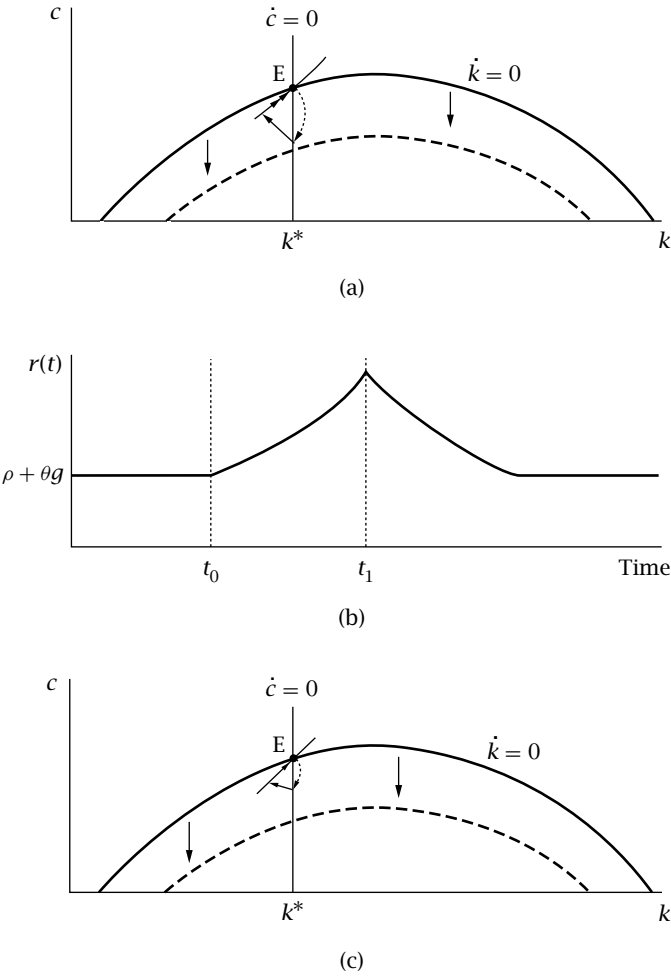 ċ = 0
c
E
k̇ = 0
k*
k
(a)
r(t)
ρ + θg
t₀
t₁
Time
(b)
c
ċ = 0
E
k̇ = 0
k*
k
(c)